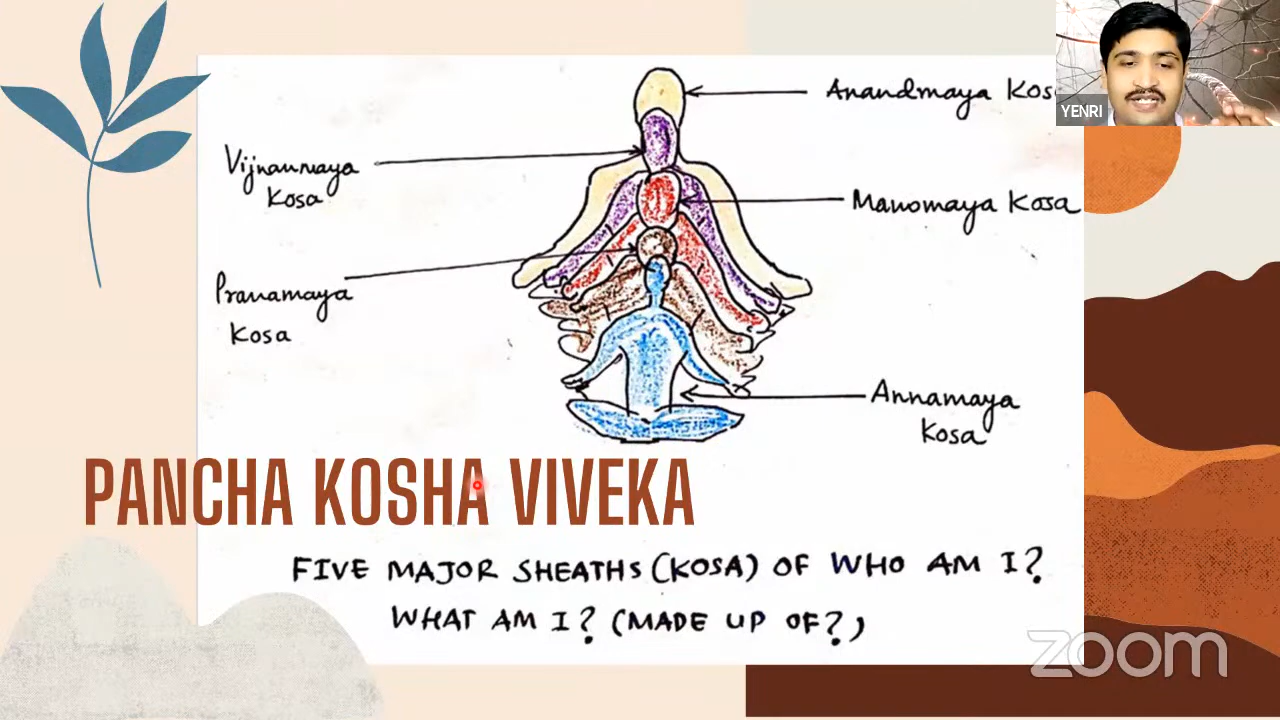 Anandmaya Kos
YENRI
Vijnanmaya
Kosa
Manomaya Kosa
Pranamaya
Kosa
Annamaya
Kosa
PANCHA KOSHA VIVEKA
FIVE MAJOR SHEATHS (KOSA) OF WHO AM I?
WHAT AM I? (MADE UP OF?)
zoom